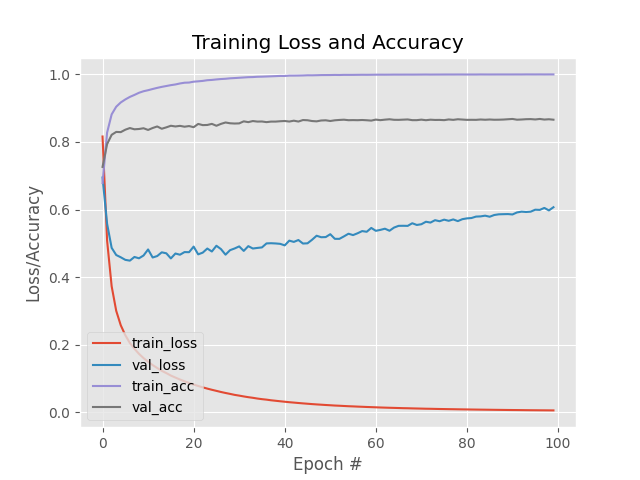 Training Loss and Accuracy
Loss/Accuracy
1.0
0.8
0.6
0.4
0.2
0.0
train_loss
val_loss
train_acc
val_acc
0 20 40 60 80 100
Epoch #